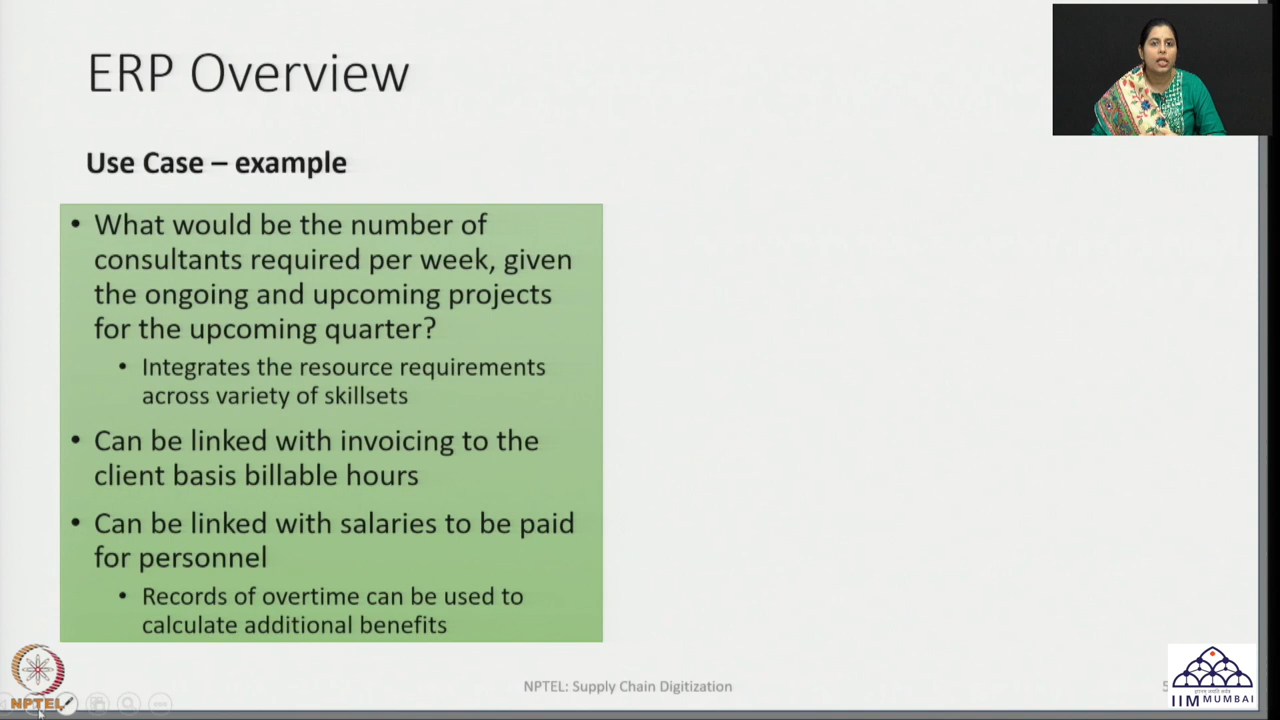 ERP Overview
Use Case – example
• What would be the number of
consultants required per week, given
the ongoing and upcoming projects
for the upcoming quarter?
• Integrates the resource requirements
across variety of skillsets
• Can be linked with invoicing to the
client basis billable hours
• Can be linked with salaries to be paid
for personnel
• Records of overtime can be used to
calculate additional benefits
NPTEL
NPTEL: Supply Chain Digitization
IIM MUMBAI